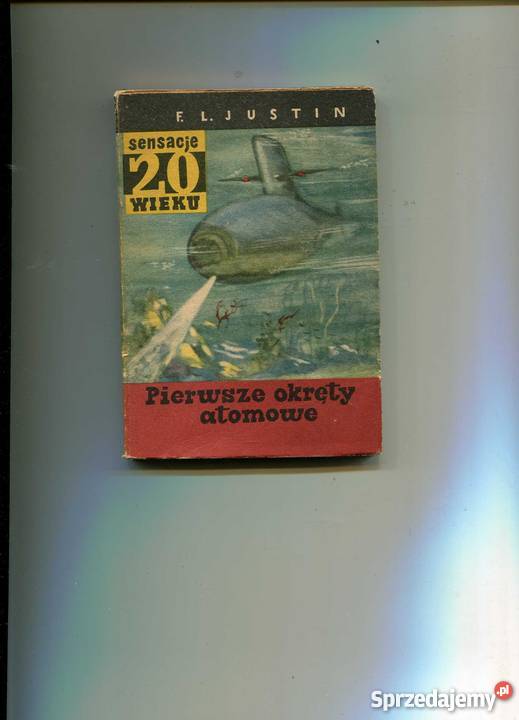 F. L. JUSTIN
sensacje
20
WIEKU
Pierwsze okręty
atomowe
Sprzedajemy.pl